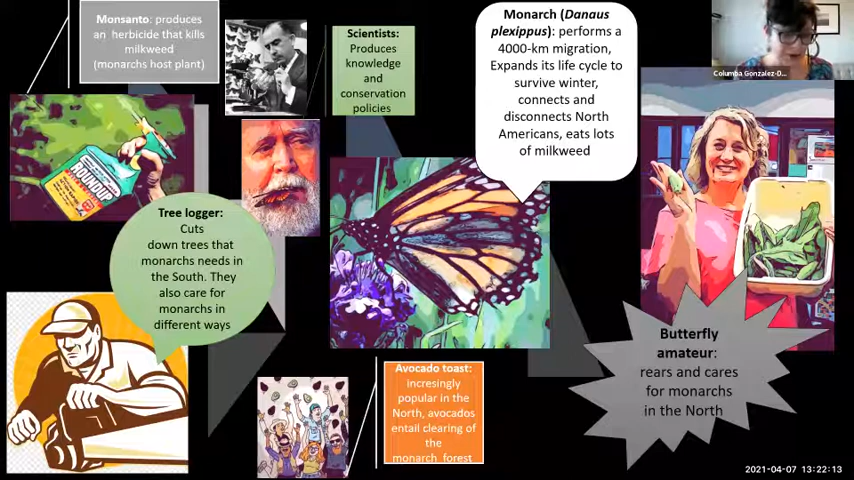 Monsanto: produces
an herbicide that kills
milkweed
(monarchs host plant)
Scientists:
Produces
knowledge
and
conservation
policies
Monarch (Danaus
plexippus): performs a
4000-km migration,
Expands its life cycle to
survive winter,
connects and
disconnects North
Americans, eats lots
of milkweed
Columba Gonzalez-D...
ROUNDUP
Tree logger:
Cuts
down trees that
monarchs needs in
the South. They
also care for
monarchs in
different ways
Butterfly
amateur:
rears and cares
for monarchs
in the North
Avocado toast:
incresingly
popular in the
North, avocados
entail clearing of
the
monarch forest
2021-04-07 13:22:13